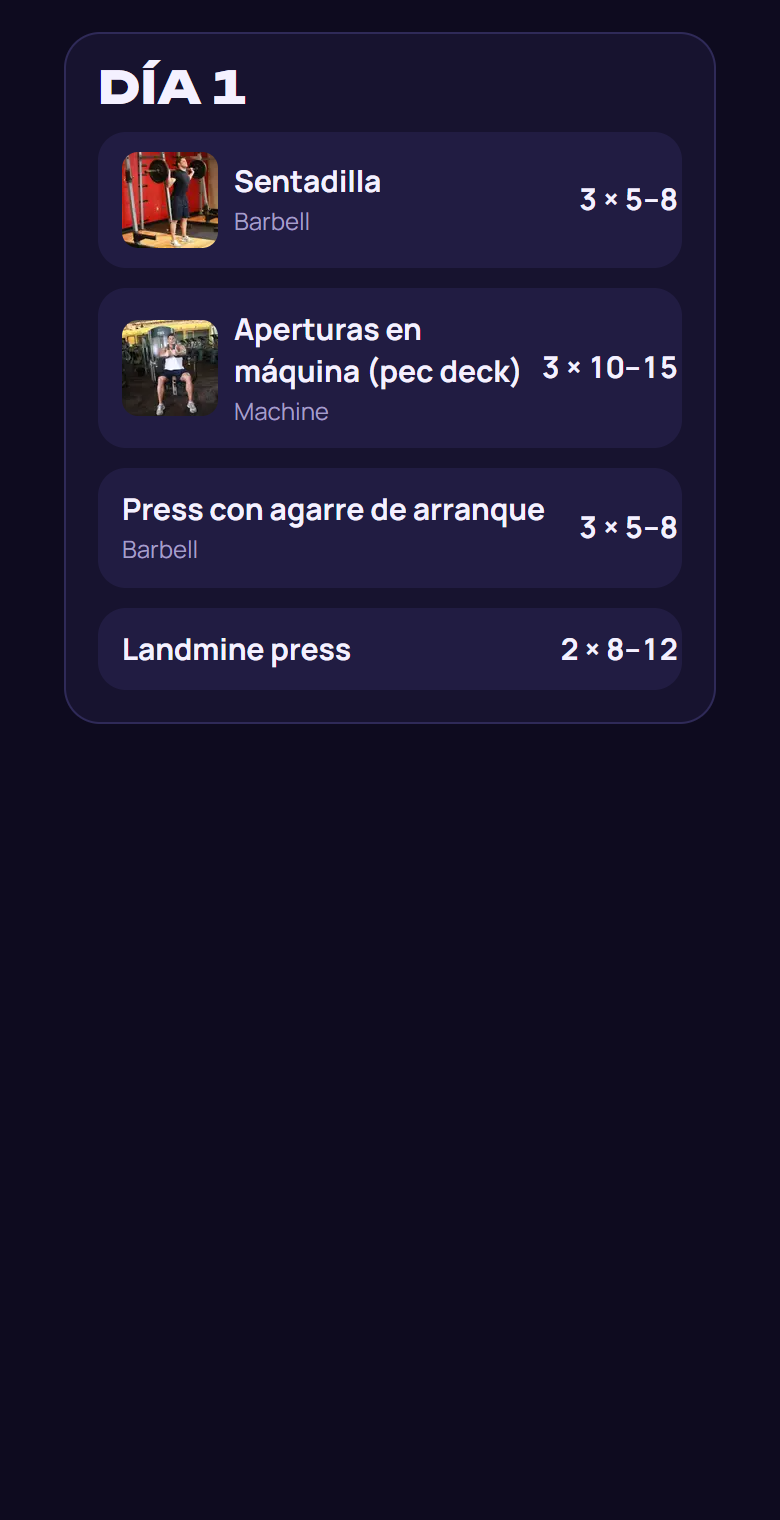 DÍA 1
Sentadilla
Barbell
3 × 5–8
Aperturas en
máquina (pec deck)
Machine
3 × 10–15
Press con agarre de arranque
Barbell
3 × 5–8
Landmine press
2 × 8–12